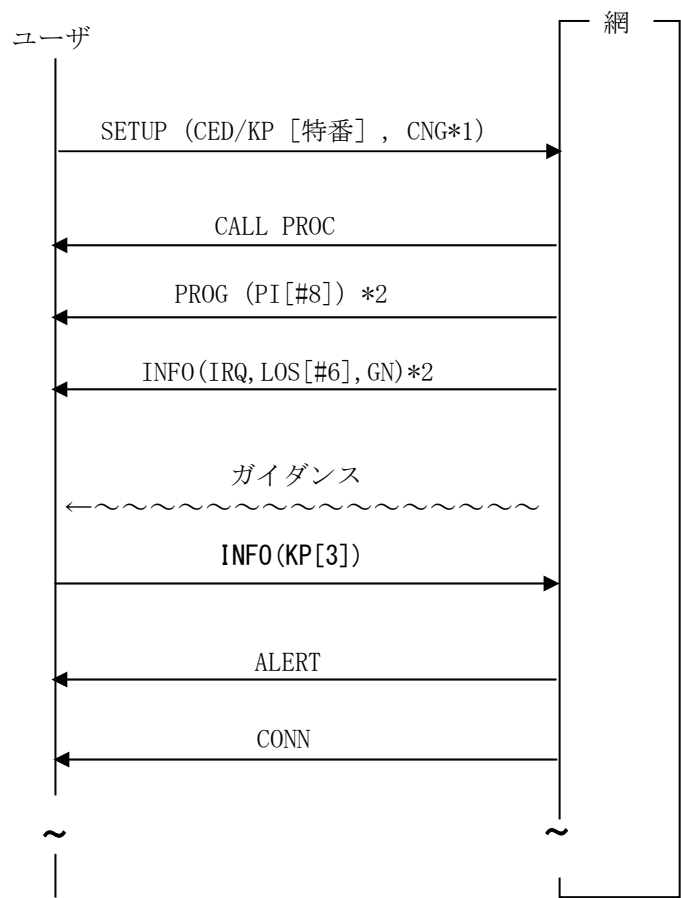 網
ユーザ
SETUP (CED/KP [特番] , CNG*1)
CALL PROC
PROG (PI[#8]) *2
INFO(IRQ,LOS[#6],GN)*2
ガイダンス
←～～～～～～～～～～～～～～～～
INFO(KP[3])
ALERT
CONN
～ ～